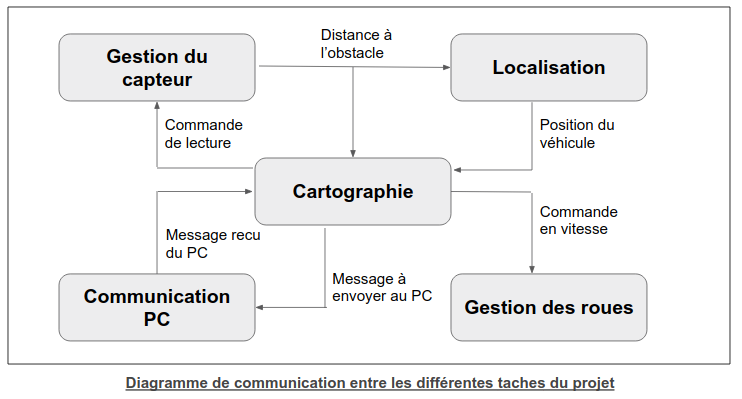 Distance à
l'obstacle
Gestion du
capteur
Localisation
Commande
de lecture
Position du
véhicule
Cartographie
Commande
en vitesse
Message recu
du PC
Message à
envoyer au PC
Communication
PC
Gestion des roues
Diagramme de communication entre les différentes taches du projet